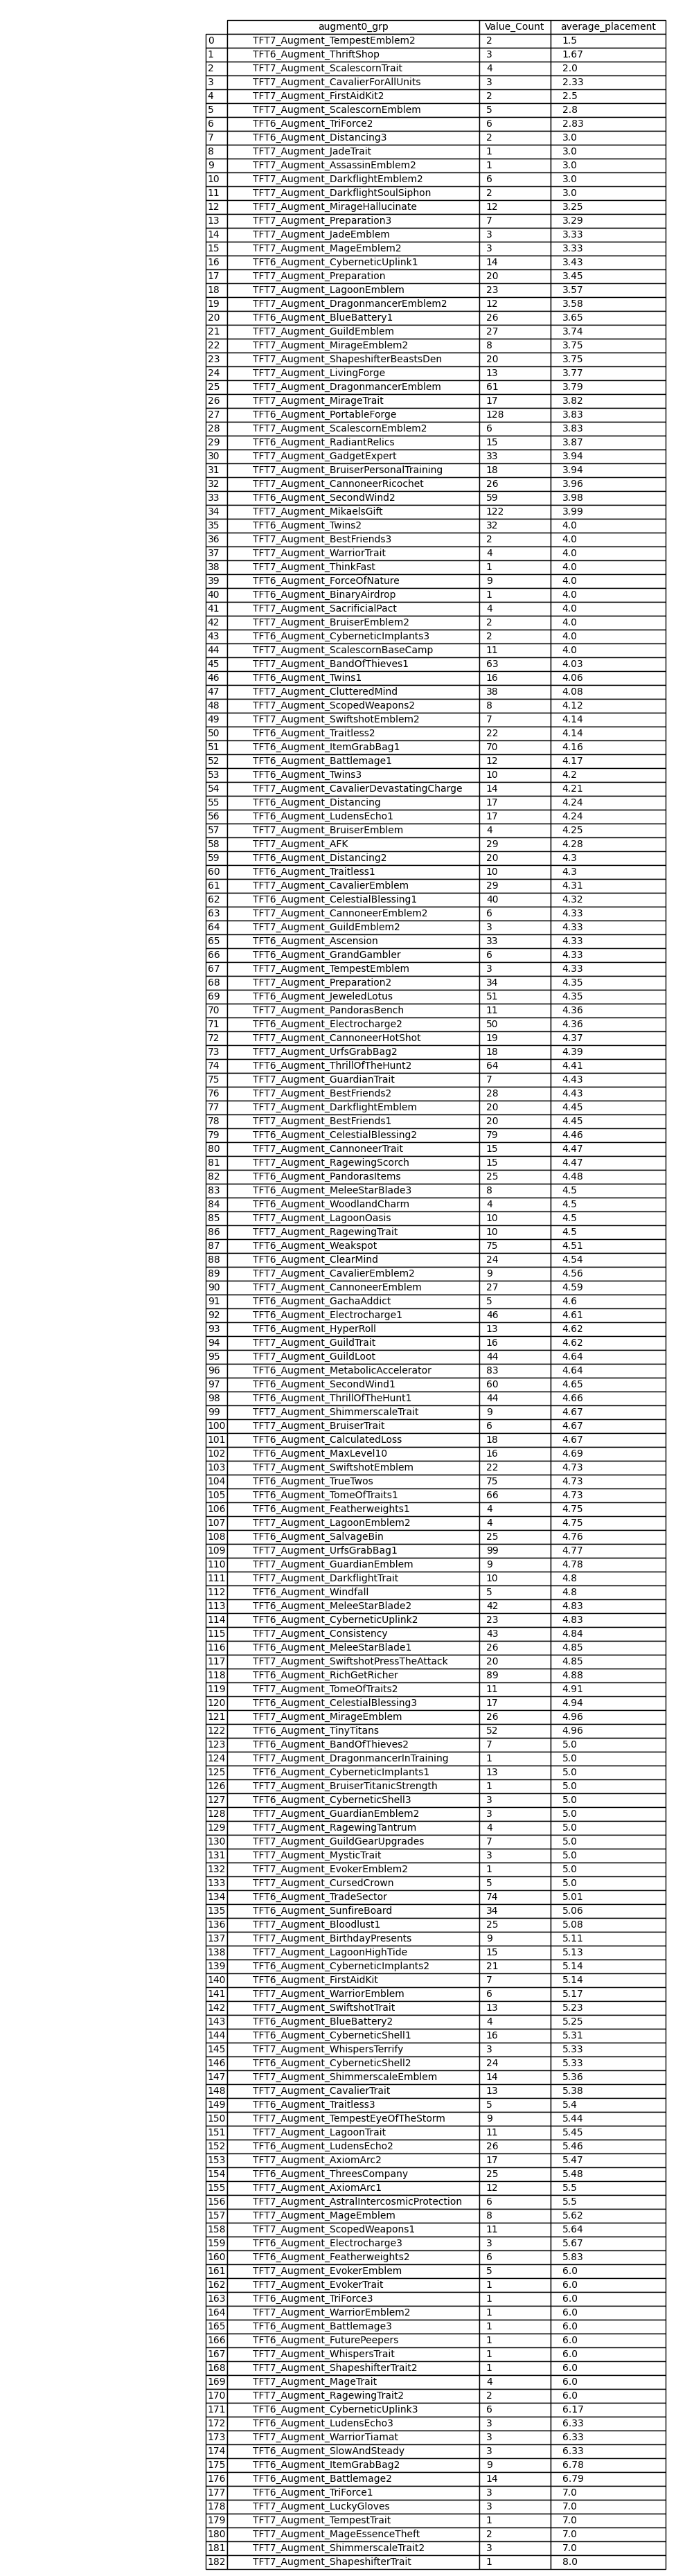 augment0_grp Value_Count average_placement
0 TFT7_Augment_TempestEmblem2 2 1.5
1 TFT6_Augment_ThriftShop 3 1.67
2 TFT7_Augment_ScalescornTrait 4 2.0
3 TFT7_Augment_CavalierForAllUnits 3 2.33
4 TFT7_Augment_FirstAidKit2 2 2.5
5 TFT7_Augment_ScalescornEmblem 5 2.8
6 TFT6_Augment_TriForce2 6 2.83
7 TFT6_Augment_Distancing3 2 3.0
8 TFT7_Augment_JadeTrait 1 3.0
9 TFT7_Augment_AssassinEmblem2 1 3.0
10 TFT7_Augment_DarkflightEmblem2 6 3.0
11 TFT7_Augment_DarkflightSoulSiphon 2 3.0
12 TFT7_Augment_MirageHallucinate 12 3.25
13 TFT7_Augment_Preparation3 7 3.29
14 TFT7_Augment_JadeEmblem 3 3.33
15 TFT7_Augment_MageEmblem2 3 3.33
16 TFT6_Augment_CyberneticUplink1 14 3.43
17 TFT7_Augment_Preparation 20 3.45
18 TFT7_Augment_LagoonEmblem 23 3.57
19 TFT7_Augment_DragonmancerEmblem2 12 3.58
20 TFT6_Augment_BlueBattery1 26 3.65
21 TFT7_Augment_GuildEmblem 27 3.74
22 TFT7_Augment_MirageEmblem2 8 3.75
23 TFT7_Augment_ShapeshifterBeastsDen 20 3.75
24 TFT7_Augment_LivingForge 13 3.77
25 TFT7_Augment_DragonmancerEmblem 61 3.79
26 TFT7_Augment_MirageTrait 17 3.82
27 TFT6_Augment_PortableForge 128 3.83
28 TFT7_Augment_ScalescornEmblem2 6 3.83
29 TFT6_Augment_RadiantRelics 15 3.87
30 TFT7_Augment_GadgetExpert 33 3.94
31 TFT7_Augment_BruiserPersonalTraining 18 3.94
32 TFT7_Augment_CannoneerRicochet 26 3.96
33 TFT6_Augment_SecondWind2 59 3.98
34 TFT7_Augment_MikaelsGift 122 3.99
35 TFT6_Augment_Twins2 32 4.0
36 TFT7_Augment_BestFriends3 2 4.0
37 TFT7_Augment_WarriorTrait 4 4.0
38 TFT7_Augment_ThinkFast 1 4.0
39 TFT6_Augment_ForceOfNature 9 4.0
40 TFT6_Augment_BinaryAirdrop 1 4.0
41 TFT7_Augment_SacrificialPact 4 4.0
42 TFT7_Augment_BruiserEmblem2 2 4.0
43 TFT6_Augment_CyberneticImplants3 2 4.0
44 TFT7_Augment_ScalescornBaseCamp 11 4.0
45 TFT7_Augment_BandOfThieves1 63 4.03
46 TFT6_Augment_Twins1 16 4.06
47 TFT7_Augment_ClutteredMind 38 4.08
48 TFT7_Augment_ScopedWeapons2 8 4.12
49 TFT7_Augment_SwiftshotEmblem2 7 4.14
50 TFT6_Augment_Traitless2 22 4.14
51 TFT6_Augment_ItemGrabBag1 70 4.16
52 TFT6_Augment_Battlemage1 12 4.17
53 TFT6_Augment_Twins3 10 4.2
54 TFT7_Augment_CavalierDevastatingCharge 14 4.21
55 TFT6_Augment_Distancing 17 4.24
56 TFT6_Augment_LudensEcho1 17 4.24
57 TFT7_Augment_BruiserEmblem 4 4.25
58 TFT7_Augment_AFK 29 4.28
59 TFT6_Augment_Distancing2 20 4.3
60 TFT6_Augment_Traitless1 10 4.3
61 TFT7_Augment_CavalierEmblem 29 4.31
62 TFT6_Augment_CelestialBlessing1 40 4.32
63 TFT7_Augment_CannoneerEmblem2 6 4.33
64 TFT7_Augment_GuildEmblem2 3 4.33
65 TFT6_Augment_Ascension 33 4.33
66 TFT6_Augment_GrandGambler 6 4.33
67 TFT7_Augment_TempestEmblem 3 4.33
68 TFT7_Augment_Preparation2 34 4.35
69 TFT6_Augment_JeweledLotus 51 4.35
70 TFT7_Augment_PandorasBench 11 4.36
71 TFT6_Augment_Electrocharge2 50 4.36
72 TFT7_Augment_CannoneerHotShot 19 4.37
73 TFT7_Augment_UrfsGrabBag2 18 4.39
74 TFT6_Augment_ThrillOfTheHunt2 64 4.41
75 TFT7_Augment_GuardianTrait 7 4.43
76 TFT7_Augment_BestFriends2 28 4.43
77 TFT7_Augment_DarkflightEmblem 20 4.45
78 TFT7_Augment_BestFriends1 20 4.45
79 TFT6_Augment_CelestialBlessing2 79 4.46
80 TFT7_Augment_CannoneerTrait 15 4.47
81 TFT7_Augment_RagewingScorch 15 4.47
82 TFT6_Augment_PandorasItems 25 4.48
83 TFT6_Augment_MeleeStarBlade3 8 4.5
84 TFT6_Augment_WoodlandCharm 4 4.5
85 TFT7_Augment_LagoonOasis 10 4.5
86 TFT7_Augment_RagewingTrait 10 4.5
87 TFT6_Augment_Weakspot 75 4.51
88 TFT6_Augment_ClearMind 24 4.54
89 TFT7_Augment_CavalierEmblem2 9 4.56
90 TFT7_Augment_CannoneerEmblem 27 4.59
91 TFT6_Augment_GachaAddict 5 4.6
92 TFT6_Augment_Electrocharge1 46 4.61
93 TFT6_Augment_HyperRoll 13 4.62
94 TFT7_Augment_GuildTrait 16 4.62
95 TFT7_Augment_GuildLoot 44 4.64
96 TFT6_Augment_MetabolicAccelerator 83 4.64
97 TFT6_Augment_SecondWind1 60 4.65
98 TFT6_Augment_ThrillOfTheHunt1 44 4.66
99 TFT7_Augment_ShimmerscaleTrait 9 4.67
100 TFT7_Augment_BruiserTrait 6 4.67
101 TFT6_Augment_CalculatedLoss 18 4.67
102 TFT6_Augment_MaxLevel10 16 4.69
103 TFT7_Augment_SwiftshotEmblem 22 4.73
104 TFT6_Augment_TrueTwos 75 4.73
105 TFT6_Augment_TomeOfTraits1 66 4.73
106 TFT6_Augment_Featherweights1 4 4.75
107 TFT7_Augment_LagoonEmblem2 4 4.75
108 TFT6_Augment_SalvageBin 25 4.76
109 TFT7_Augment_UrfsGrabBag1 99 4.77
110 TFT7_Augment_GuardianEmblem 9 4.78
111 TFT7_Augment_DarkflightTrait 10 4.8
112 TFT6_Augment_Windfall 5 4.8
113 TFT6_Augment_MeleeStarBlade2 42 4.83
114 TFT6_Augment_CyberneticUplink2 23 4.83
115 TFT7_Augment_Consistency 43 4.84
116 TFT6_Augment_MeleeStarBlade1 26 4.85
117 TFT7_Augment_SwiftshotPressTheAttack 20 4.85
118 TFT6_Augment_RichGetRicher 89 4.88
119 TFT7_Augment_TomeOfTraits2 11 4.91
120 TFT6_Augment_CelestialBlessing3 17 4.94
121 TFT7_Augment_MirageEmblem 26 4.96
122 TFT6_Augment_TinyTitans 52 4.96
123 TFT6_Augment_BandOfThieves2 7 5.0
124 TFT7_Augment_DragonmancerInTraining 1 5.0
125 TFT6_Augment_CyberneticImplants1 13 5.0
126 TFT7_Augment_BruiserTitanicStrength 1 5.0
127 TFT6_Augment_CyberneticShell3 3 5.0
128 TFT7_Augment_GuardianEmblem2 3 5.0
129 TFT7_Augment_RagewingTantrum 4 5.0
130 TFT7_Augment_GuildGearUpgrades 7 5.0
131 TFT7_Augment_MysticTrait 3 5.0
132 TFT7_Augment_EvokerEmblem2 1 5.0
133 TFT7_Augment_CursedCrown 5 5.0
134 TFT6_Augment_TradeSector 74 5.01
135 TFT6_Augment_SunfireBoard 34 5.06
136 TFT7_Augment_Bloodlust1 25 5.08
137 TFT7_Augment_BirthdayPresents 9 5.11
138 TFT7_Augment_LagoonHighTide 15 5.13
139 TFT6_Augment_CyberneticImplants2 21 5.14
140 TFT6_Augment_FirstAidKit 7 5.14
141 TFT7_Augment_WarriorEmblem 6 5.17
142 TFT7_Augment_SwiftshotTrait 13 5.23
143 TFT6_Augment_BlueBattery2 4 5.25
144 TFT6_Augment_CyberneticShell1 16 5.31
145 TFT7_Augment_WhispersTerrify 3 5.33
146 TFT6_Augment_CyberneticShell2 24 5.33
147 TFT7_Augment_ShimmerscaleEmblem 14 5.36
148 TFT7_Augment_CavalierTrait 13 5.38
149 TFT6_Augment_Traitless3 5 5.4
150 TFT7_Augment_TempestEyeOfTheStorm 9 5.44
151 TFT7_Augment_LagoonTrait 11 5.45
152 TFT6_Augment_LudensEcho2 26 5.46
153 TFT7_Augment_AxiomArc2 17 5.47
154 TFT6_Augment_ThreesCompany 25 5.48
155 TFT7_Augment_AxiomArc1 12 5.5
156 TFT7_Augment_AstralIntercosmicProtection 6 5.5
157 TFT7_Augment_MageEmblem 8 5.62
158 TFT7_Augment_ScopedWeapons1 11 5.64
159 TFT6_Augment_Electrocharge3 3 5.67
160 TFT6_Augment_Featherweights2 6 5.83
161 TFT7_Augment_EvokerEmblem 5 6.0
162 TFT7_Augment_EvokerTrait 1 6.0
163 TFT6_Augment_TriForce3 1 6.0
164 TFT7_Augment_WarriorEmblem2 1 6.0
165 TFT6_Augment_Battlemage3 1 6.0
166 TFT6_Augment_FuturePeepers 1 6.0
167 TFT7_Augment_WhispersTrait 1 6.0
168 TFT7_Augment_ShapeshifterTrait2 1 6.0
169 TFT7_Augment_MageTrait 4 6.0
170 TFT7_Augment_RagewingTrait2 2 6.0
171 TFT6_Augment_CyberneticUplink3 6 6.17
172 TFT6_Augment_LudensEcho3 3 6.33
173 TFT7_Augment_WarriorTiamat 3 6.33
174 TFT6_Augment_SlowAndSteady 3 6.33
175 TFT6_Augment_ItemGrabBag2 9 6.78
176 TFT6_Augment_Battlemage2 14 6.79
177 TFT6_Augment_TriForce1 3 7.0
178 TFT7_Augment_LuckyGloves 3 7.0
179 TFT7_Augment_TempestTrait 1 7.0
180 TFT7_Augment_MageEssenceTheft 2 7.0
181 TFT7_Augment_ShimmerscaleTrait2 3 7.0
182 TFT7_Augment_ShapeshifterTrait 1 8.0